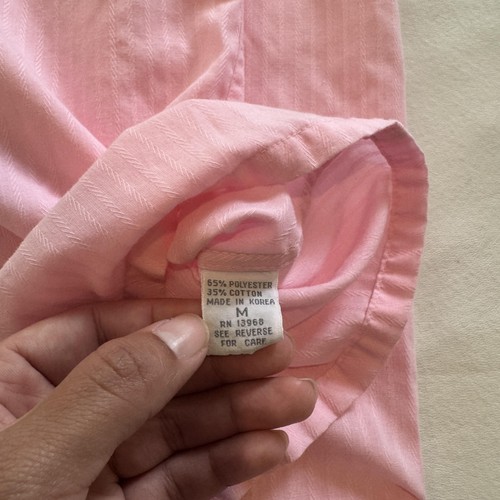 65% POLYESTER
35% COTTON
MADE IN KOREA
M
RN 13960
SEE REVERSE
FOR CARE